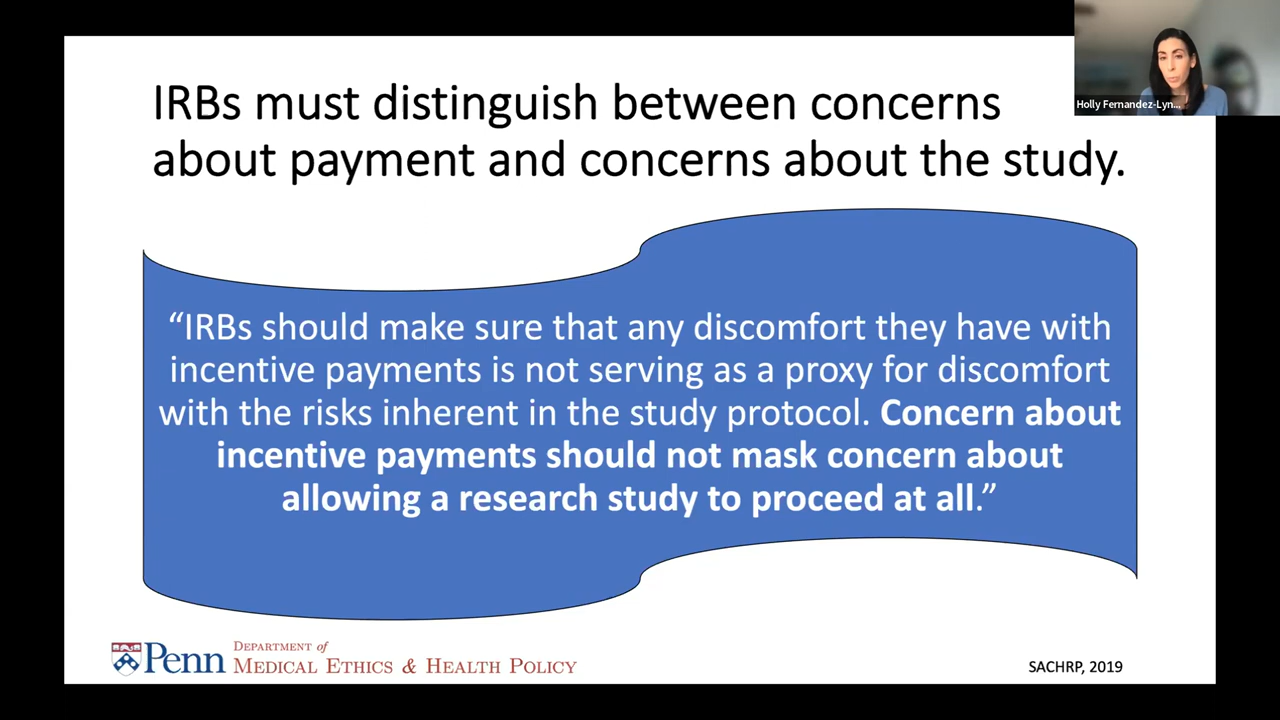 Holly Fernandez-Lyn...
IRBs must distinguish between concerns
about payment and concerns about the study.
“IRBs should make sure that any discomfort they have with
incentive payments is not serving as a proxy for discomfort
with the risks inherent in the study protocol. Concern about
incentive payments should not mask concern about
allowing a research study to proceed at all.”
Penn
DEPARTMENT of
MEDICAL ETHICS & HEALTH POLICY
SACHRP, 2019